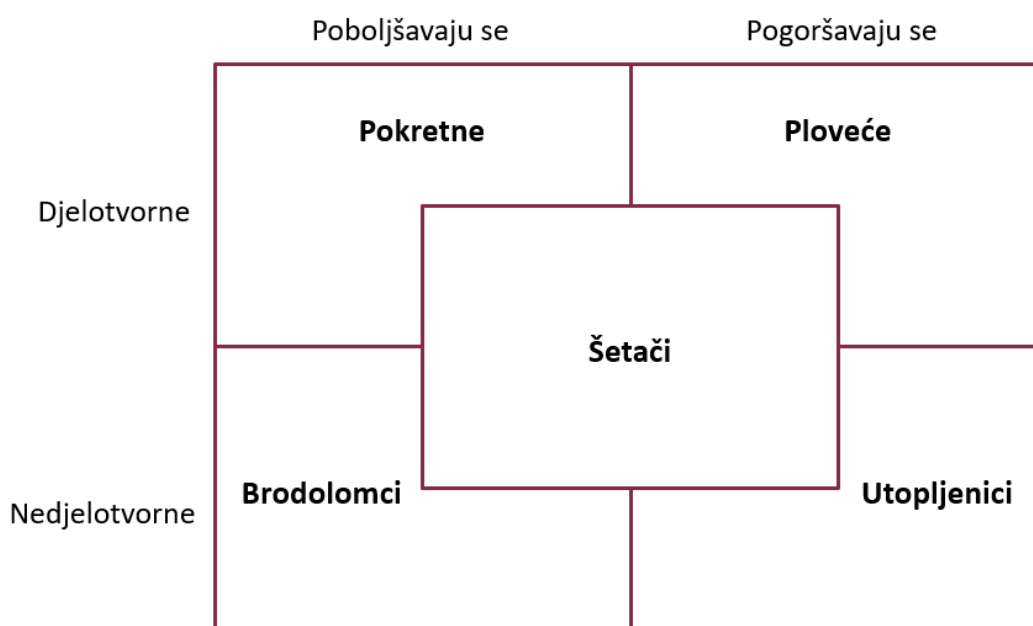 Poboljšavaju se
Pogoršavaju se
Pokretne
Ploveće
Djelotvorne
Šetači
Brodolomci
Utopljenici
Nedjelotvorne